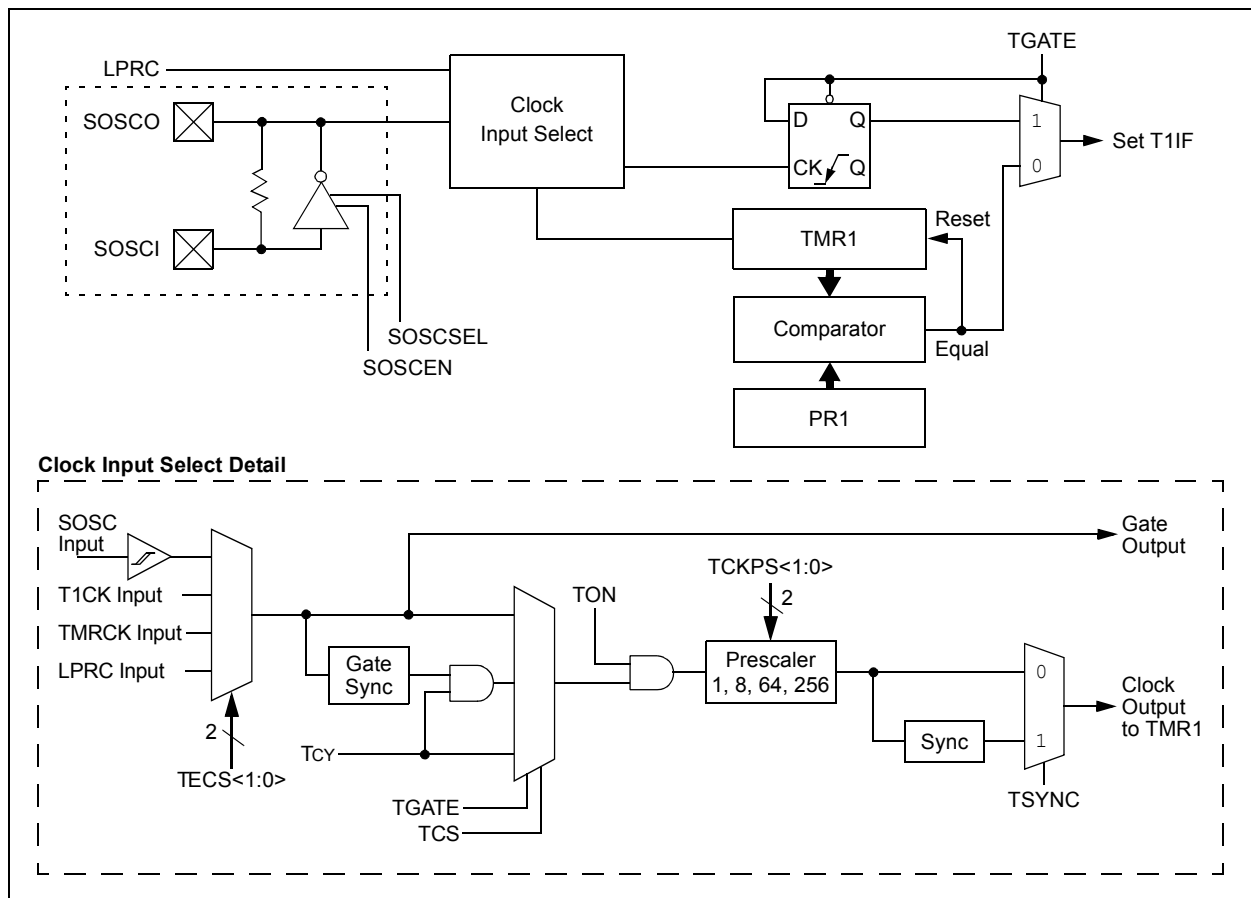 TGATE
LPRC
Clock
Input Select
SOSCO
D Q
1
Set T1IF
CK Q
0
SOSCI
TMR1
Reset
Comparator
Equal
SOSCSEL
SOSCEN
PR1
Clock Input Select Detail
SOSC
Input
Gate
Output
T1CK Input
TON
TCKPS<1:0>
2
TMRCK Input
Gate
Sync
Prescaler
1, 8, 64, 256
0
LPRC Input
Clock
Output
to TMR1
2
TCY
Sync
1
TECS<1:0>
TGATE
TCS
TSYNC